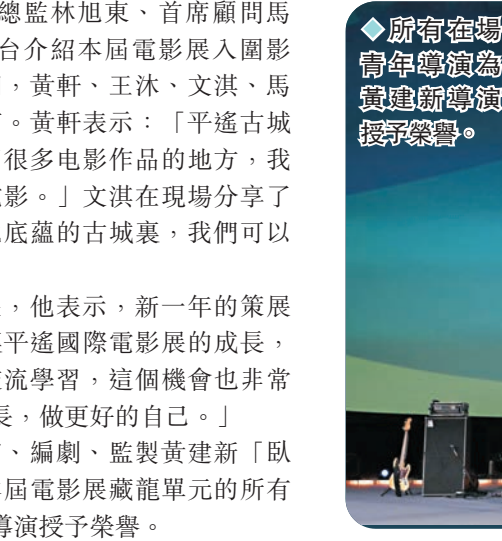 總監林旭東、首席顧問馬
台介紹本屆電影展入圍影
，黃軒、王沐、文淇、馬
。黃軒表示：「平遙古城
很多电影作品的地方，我
影。」文淇在現場分享了
底蘊的古城裏，我們可以
，他表示，新一年的策展
平遙國際電影展的成長，
流學習，這個機會也非常
長，做更好的自己。」
、編劇、監製黃建新「臥
屆電影展藏龍單元的所有
導演授予榮譽。
◆所有在場
青年導演為
黃建新導演
授予榮譽。